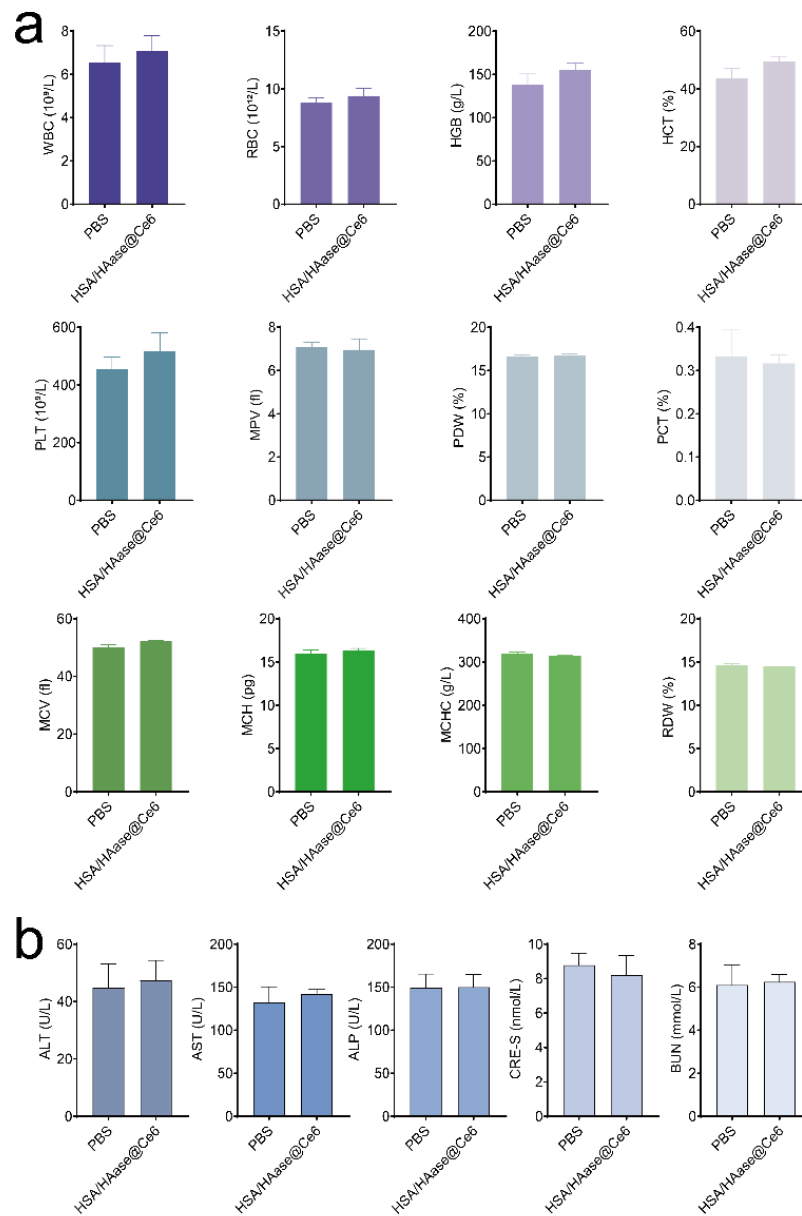 a
WBC (10⁹/L)
8
6
4
2
0
PBS
HSA/HAase@Ce6
RBC (10¹²/L)
15
10
5
0
PBS
HSA/HAase@Ce6
HGB (g/L)
200
150
100
50
0
PBS
HSA/HAase@Ce6
HCT (%)
60
40
20
0
PBS
HSA/HAase@Ce6
PLT (10⁹/L)
600
400
200
0
PBS
HSA/HAase@Ce6
MPV (fl)
8
6
4
2
0
PBS
HSA/HAase@Ce6
PDW (%)
20
15
10
5
0
PBS
HSA/HAase@Ce6
PCT (%)
0.4
0.3
0.2
0.1
0.0
PBS
HSA/HAase@Ce6
MCV (fl)
60
40
20
0
PBS
HSA/HAase@Ce6
MCH (pg)
20
15
10
5
0
PBS
HSA/HAase@Ce6
MCHC (g/L)
400
300
200
100
0
PBS
HSA/HAase@Ce6
RDW (%)
20
15
10
5
0
PBS
HSA/HAase@Ce6
b
ALT (U/L)
60
40
20
0
PBS
HSA/HAase@Ce6
AST (U/L)
200
150
100
50
0
PBS
HSA/HAase@Ce6
ALP (U/L)
200
150
100
50
0
PBS
HSA/HAase@Ce6
CRE-S (nmol/L)
10
8
6
4
2
0
PBS
HSA/HAase@Ce6
BUN (mmol/L)
8
6
4
2
0
PBS
HSA/HAase@Ce6